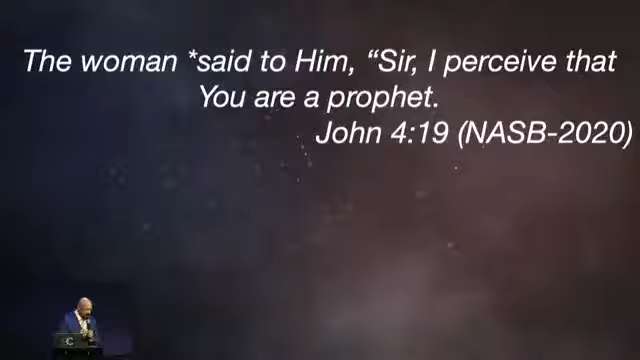 The woman *said to Him, “Sir, I perceive that
You are a prophet.
John 4:19 (NASB-2020)
C